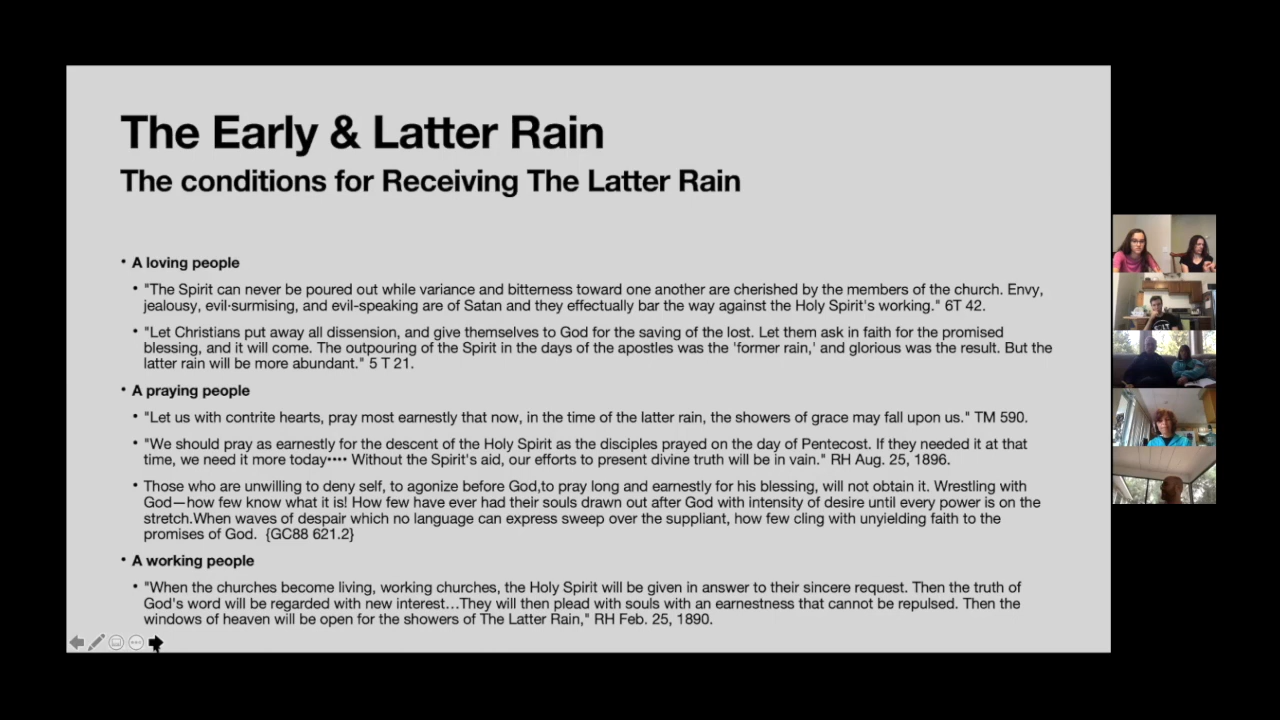 The Early & Latter Rain
The conditions for Receiving The Latter Rain
• A loving people
• "The Spirit can never be poured out while variance and bitterness toward one another are cherished by the members of the church. Envy,
jealousy, evil·surmising, and evil-speaking are of Satan and they effectually bar the way against the Holy Spirit's working." 6T 42.
• "Let Christians put away all dissension, and give themselves to God for the saving of the lost. Let them ask in faith for the promised
blessing, and it will come. The outpouring of the Spirit in the days of the apostles was the 'former rain,' and glorious was the result. But the
latter rain will be more abundant." 5 T 21.
• A praying people
• "Let us with contrite hearts, pray most earnestly that now, in the time of the latter rain, the showers of grace may fall upon us." TM 590.
• "We should pray as earnestly for the descent of the Holy Spirit as the disciples prayed on the day of Pentecost. If they needed it at that
time, we need it more today•••• Without the Spirit's aid, our efforts to present divine truth will be in vain." RH Aug. 25, 1896.
• Those who are unwilling to deny self, to agonize before God,to pray long and earnestly for his blessing, will not obtain it. Wrestling with
God—how few know what it is! How few have ever had their souls drawn out after God with intensity of desire until every power is on the
stretch.When waves of despair which no language can express sweep over the suppliant, how few cling with unyielding faith to the
promises of God.  {GC88 621.2}
• A working people
• "When the churches become living, working churches, the Holy Spirit will be given in answer to their sincere request. Then the truth of
God's word will be regarded with new interest…They will then plead with souls with an earnestness that cannot be repulsed. Then the
windows of heaven will be open for the showers of The Latter Rain," RH Feb. 25, 1890.